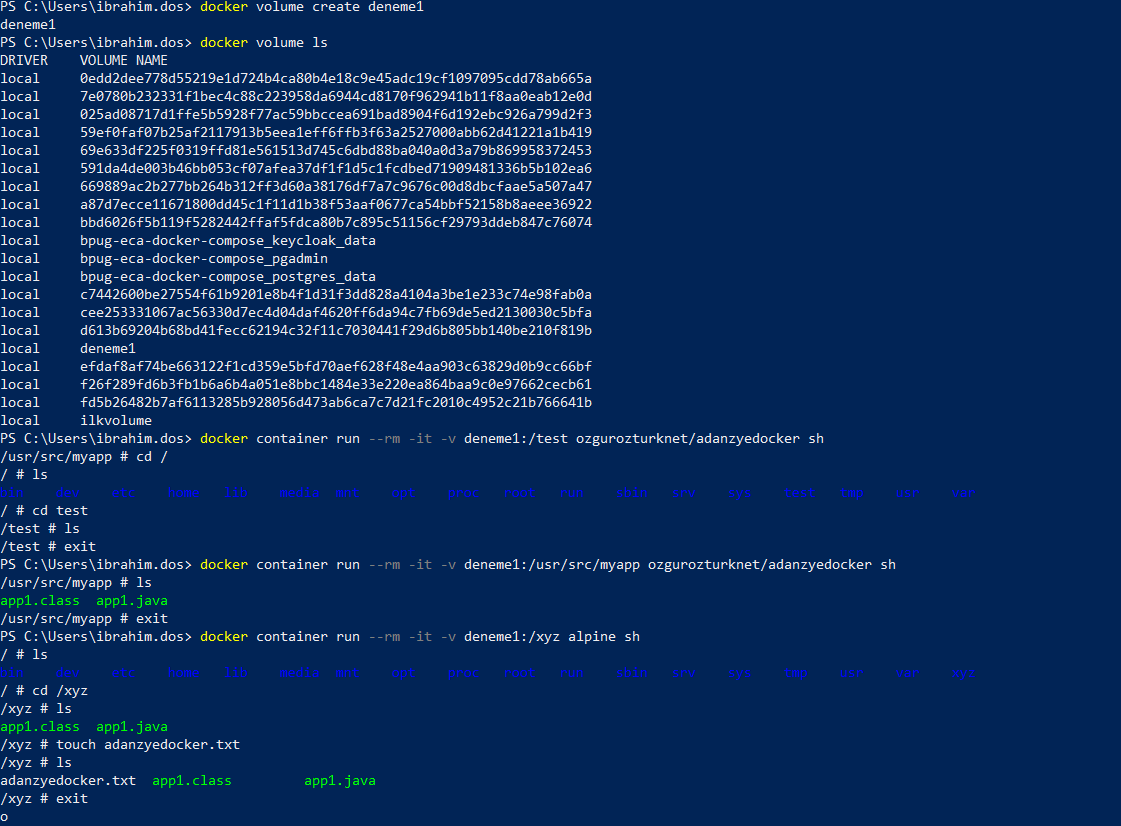 PS C:\Users\ibrahim.dos> docker volume create deneme1
deneme1
PS C:\Users\ibrahim.dos> docker volume ls
DRIVER    VOLUME NAME
local     0edd2dee778d55219e1d724b4ca80b4e18c9e45adc19cf1097095cdd78ab665a
local     7e0780b232331f1bec4c88c223958da6944cd8170f962941b11f8aa0eab12e0d
local     025ad08717d1ffe5b5928f77ac59bbccea691bad8904f6d192ebc926a799d2f3
local     59ef0faf07b25af2117913b5eea1eff6ffb3f63a2527000abb62d41221a1b419
local     69e633df225f0319ffd81e561513d745c6dbd88ba040a0d3a79b869958372453
local     591da4de003b46bb053cf07afea37df1f1d5c1fcdbed71909481336b5b102ea6
local     669889ac2b277bb264b312ff3d60a38176df7a7c9676c00d8dbcfaae5a507a47
local     a87d7ecce11671800dd45c1f11d1b38f53aaf0677ca54bbf52158b8aeee36922
local     bbd6026f5b119f5282442ffaf5fdca80b7c895c51156cf29793ddeb847c76074
local     bpug-eca-docker-compose_keycloak_data
local     bpug-eca-docker-compose_pgadmin
local     bpug-eca-docker-compose_postgres_data
local     c7442600be27554f61b9201e8b4f1d31f3dd828a4104a3be1e233c74e98fab0a
local     cee253331067ac56330d7ec4d04daf4620ff6da94c7fb69de5ed2130030c5bfa
local     d613b69204b68bd41fecc62194c32f11c7030441f29d6b805bb140be210f819b
local     deneme1
local     efdaf8af74be663122f1cd359e5bfd70aef628f48e4aa903c63829d0b9cc66bf
local     f26f289fd6b3fb1b6a6b4a051e8bbc1484e33e220ea864baa9c0e97662cecb61
local     fd5b26482b7af6113285b928056d473ab6ca7c7d21fc2010c4952c21b766641b
local     ilkvolume
PS C:\Users\ibrahim.dos> docker container run --rm -it -v deneme1:/test ozgurozturknet/adanzyedocker sh
/usr/src/myapp # cd /
/ # ls
bin    dev    etc    home   lib    media  mnt    opt    proc   root   run    sbin   srv    sys    test   tmp    usr    var
/ # cd test
/test # ls
/test # exit
PS C:\Users\ibrahim.dos> docker container run --rm -it -v deneme1:/usr/src/myapp ozgurozturknet/adanzyedocker sh
/usr/src/myapp # ls
app1.class  app1.java
/usr/src/myapp # exit
PS C:\Users\ibrahim.dos> docker container run --rm -it -v deneme1:/xyz alpine sh
/ # ls
bin    dev    etc    home   lib    media  mnt    opt    proc   root   run    sbin   srv    sys    tmp    usr    var    xyz
/ # cd /xyz
/xyz # ls
app1.class  app1.java
/xyz # touch adanzyedocker.txt
/xyz # ls
adanzyedocker.txt  app1.class         app1.java
/xyz # exit
o